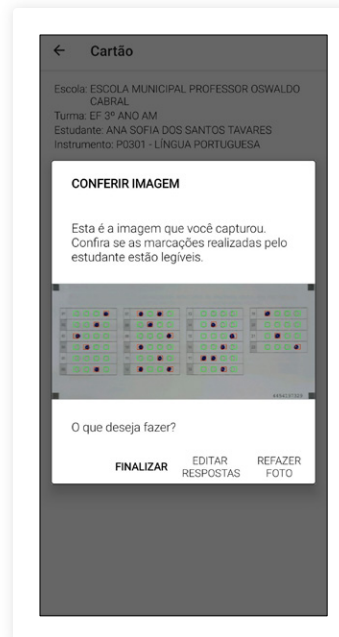 Cartão
Escola: ESCOLA MUNICIPAL PROFESSOR OSWALDO
CABRAL
Turma: EF 3º ANO AM
Estudante: ANA SOFIA DOS SANTOS TAVARES
Instrumento: P0301 - LÍNGUA PORTUGUESA
CONFERIR IMAGEM
Esta é a imagem que você capturou.
Confira se as marcações realizadas pelo
estudante estão legíveis.
O que deseja fazer?
FINALIZAR
EDITAR
RESPOSTAS
REFAZER
FOTO